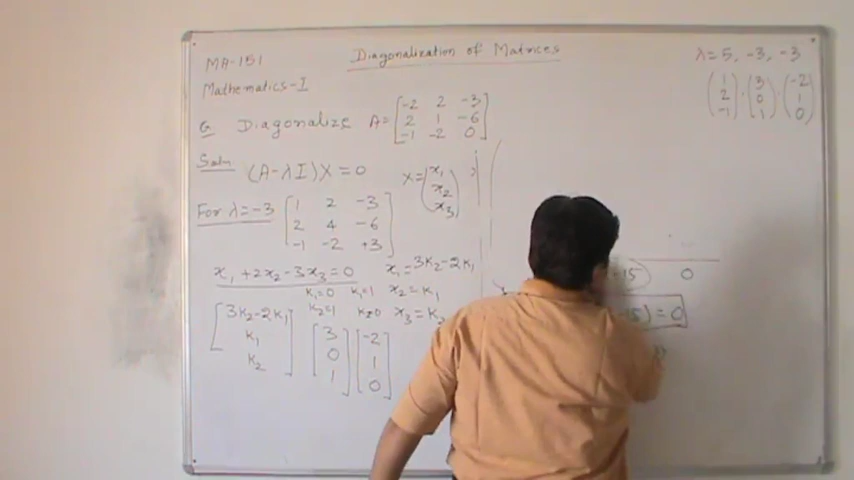 MA-151
Diagonalization of Matrices
Mathematics-I
Q Diagonalize A= [ -2 2 -3
2 1 -6
-1 -2 0 ]
Soln (A-λI)X=0 X= ( x₁
x₂
x₃ )
For λ=-3 [ 1 2 -3
2 4 -6
-1 -2 +3 ]
x₁+2x₂-3x₃=0 x₁=3k₂-2k₁
k₁=0 k₁=1 x₂=k₁
k₂=1 k₂=0 x₃=k₂
[ 3k₂-2k₁
k₁
k₂ ]
[ 3
0
1 ]
[ -2
1
0 ]
λ=5, -3, -3
( 1
2
-1 ) , ( 3
0
1 ) , ( -2
1
0 )
-15) 0
-15)=0